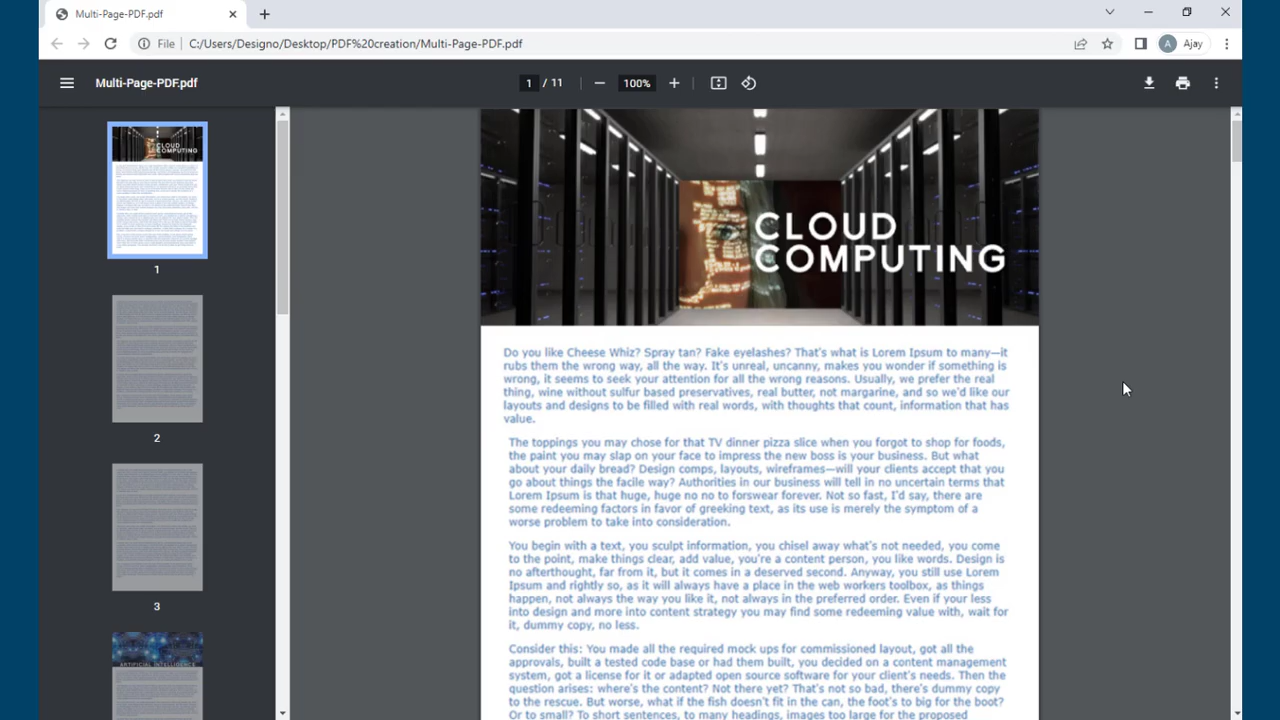 Multi-Page-PDF.pdf
File
C:/Users/Designo/Desktop/PDF%20creation/Multi-Page-PDF.pdf
A
Ajay
Multi-Page-PDF.pdf
1 / 11
100%
CLOUD
COMPUTING
1
2
3
ARTIFICIAL INTELLIGENCE
CLOUD
COMPUTING
Do you like Cheese Whiz? Spray tan? Fake eyelashes? That's what is Lorem Ipsum to many—it
rubs them the wrong way, all the way. It's unreal, uncanny, makes you wonder if something is
wrong, it seems to seek your attention for all the wrong reasons. Usually, we prefer the real
thing, wine without sulfur based preservatives, real butter, not margarine, and so we'd like our
layouts and designs to be filled with real words, with thoughts that count, information that has
value.
The toppings you may chose for that TV dinner pizza slice when you forgot to shop for foods,
the paint you may slap on your face to impress the new boss is your business. But what
about your daily bread? Design comps, layouts, wireframes—will your clients accept that you
go about things the facile way? Authorities in our business will tell in no uncertain terms that
Lorem Ipsum is that huge, huge no no to forswear forever. Not so fast, I'd say, there are
some redeeming factors in favor of greeking text, as its use is merely the symptom of a
worse problem to take into consideration.
You begin with a text, you sculpt information, you chisel away what's not needed, you come
to the point, make things clear, add value, you're a content person, you like words. Design is
no afterthought, far from it, but it comes in a deserved second. Anyway, you still use Lorem
Ipsum and rightly so, as it will always have a place in the web workers toolbox, as things
happen, not always the way you like it, not always in the preferred order. Even if your less
into design and more into content strategy you may find some redeeming value with, wait for
it, dummy copy, no less.
Consider this: You made all the required mock ups for commissioned layout, got all the
approvals, built a tested code base or had them built, you decided on a content management
system, got a license for it or adapted open source software for your client's needs. Then the
question arises: where's the content? Not there yet? That's not so bad, there's dummy copy
to the rescue. But worse, what if the fish doesn't fit in the can, the foot's to big for the boot?
Or to small? To short sentences, to many headings, images too large for the proposed